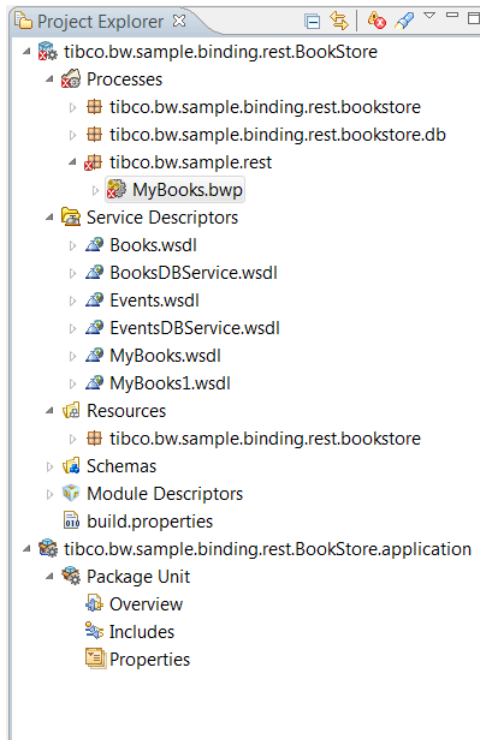 Project Explorer
tibco.bw.sample.binding.rest.BookStore
Processes
tibco.bw.sample.binding.rest.bookstore
tibco.bw.sample.binding.rest.bookstore.db
tibco.bw.sample.rest
MyBooks.bwp
Service Descriptors
Books.wsdl
BooksDBService.wsdl
Events.wsdl
EventsDBService.wsdl
MyBooks.wsdl
MyBooks1.wsdl
Resources
tibco.bw.sample.binding.rest.bookstore
Schemas
Module Descriptors
build.properties
tibco.bw.sample.binding.rest.BookStore.application
Package Unit
Overview
Includes
Properties